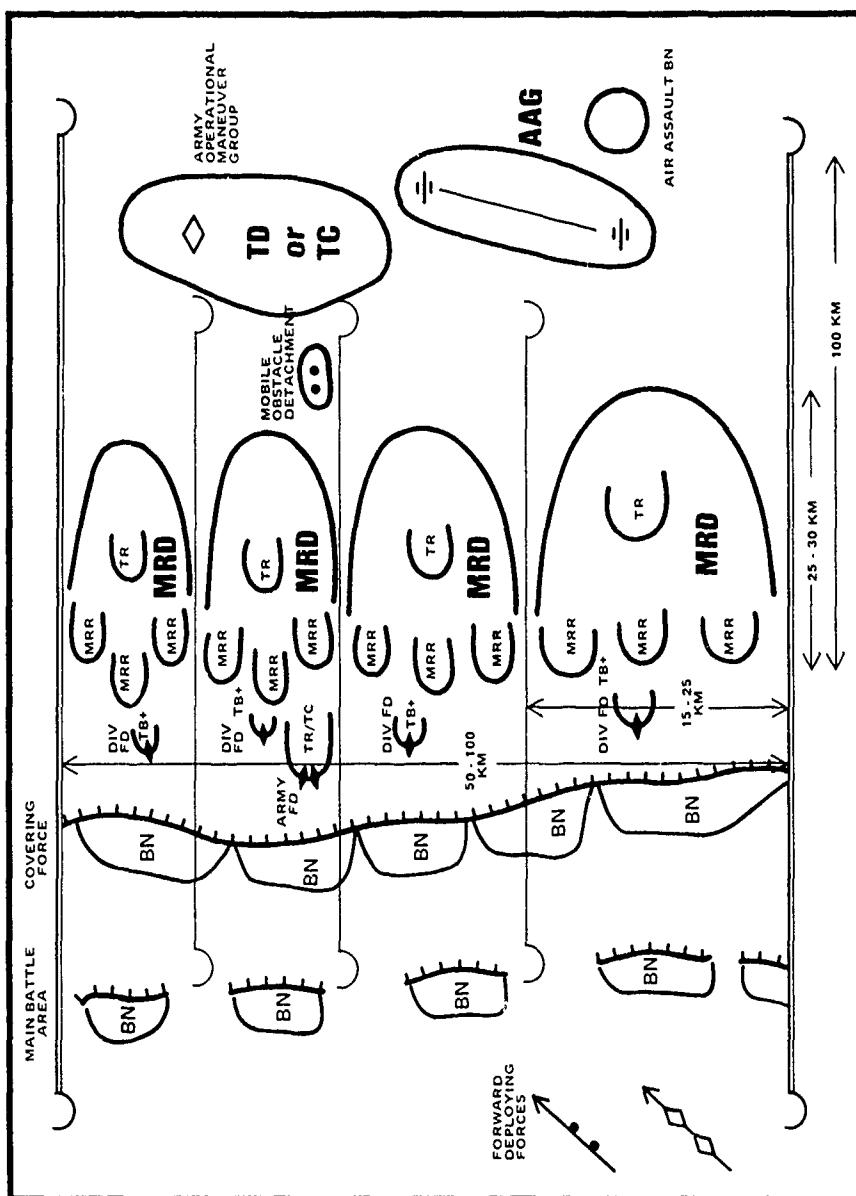 MAIN BATTLE
AREA
COVERING
FORCE
BN
BN
BN
BN
BN
BN
BN
BN
BN
FORWARD
DEPLOYING
FORCES
DIV
FD
TB+
DIV
FD TB+
ARMY
FD
TR/TC
DIV FD
TB+
DIV FD TB+
50 - 100
KM
15 - 25
KM
MRR
MRR
MRR
TR
MRD
MRR
MRR
MRR
TR
MRD
MRR
MRR
MRR
TR
MRD
MRR
MRR
MRR
TR
MRD
25 - 30 KM
100 KM
MOBILE
OBSTACLE
DETACHMENT
ARMY
OPERATIONAL
MANEUVER
GROUP
TD
or
TC
AAG
AIR ASSAULT BN